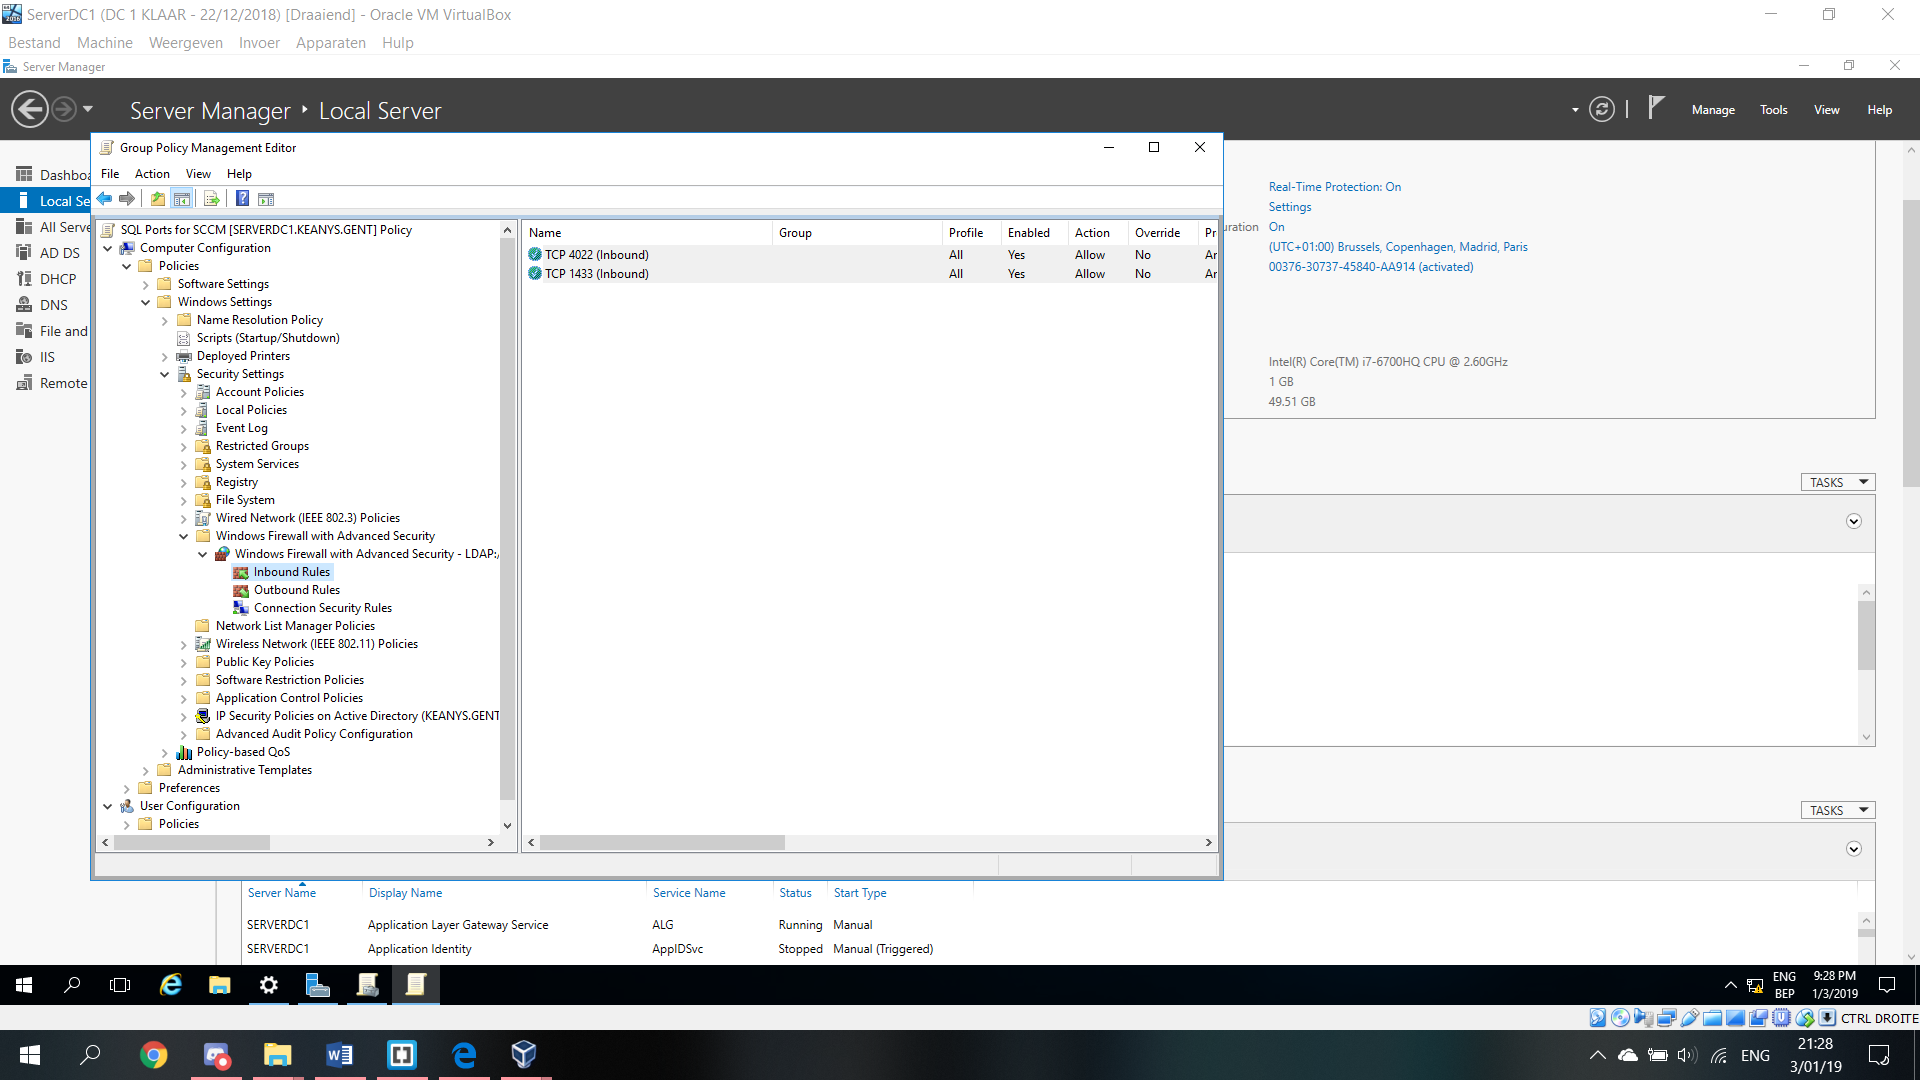 ServerDC1 (DC 1 KLAAR - 22/12/2018) [Draaiend] - Oracle VM VirtualBox
Bestand Machine Weergeven Invoer Apparaten Hulp
Server Manager
Server Manager Local Server
Manage Tools View Help
Dashboa
Local Se
All Serve
AD DS
DHCP
DNS
File and
IIS
Remote
Group Policy Management Editor
File Action View Help
SQL Ports for SCCM [SERVERDC1.KEANYS.GENT] Policy
Computer Configuration
Policies
Software Settings
Windows Settings
Name Resolution Policy
Scripts (Startup/Shutdown)
Deployed Printers
Security Settings
Account Policies
Local Policies
Event Log
Restricted Groups
System Services
Registry
File System
Wired Network (IEEE 802.3) Policies
Windows Firewall with Advanced Security
Windows Firewall with Advanced Security - LDAP:/
Inbound Rules
Outbound Rules
Connection Security Rules
Network List Manager Policies
Wireless Network (IEEE 802.11) Policies
Public Key Policies
Software Restriction Policies
Application Control Policies
IP Security Policies on Active Directory (KEANYS.GENT
Advanced Audit Policy Configuration
Policy-based QoS
Administrative Templates
Preferences
User Configuration
Policies
Name Group Profile Enabled Action Override Pr
TCP 4022 (Inbound) All Yes Allow No Ar
TCP 1433 (Inbound) All Yes Allow No Ar
Real-Time Protection: On
Settings
uration On
(UTC+01:00) Brussels, Copenhagen, Madrid, Paris
00376-30737-45840-AA914 (activated)
Intel(R) Core(TM) i7-6700HQ CPU @ 2.60GHz
1 GB
49.51 GB
TASKS
TASKS
Server Name Display Name Service Name Status Start Type
SERVERDC1 Application Layer Gateway Service ALG Running Manual
SERVERDC1 Application Identity AppIDSvc Stopped Manual (Triggered)
ENG
BEP
9:28 PM
1/3/2019
CTRL DROITE
ENG
21:28
3/01/19